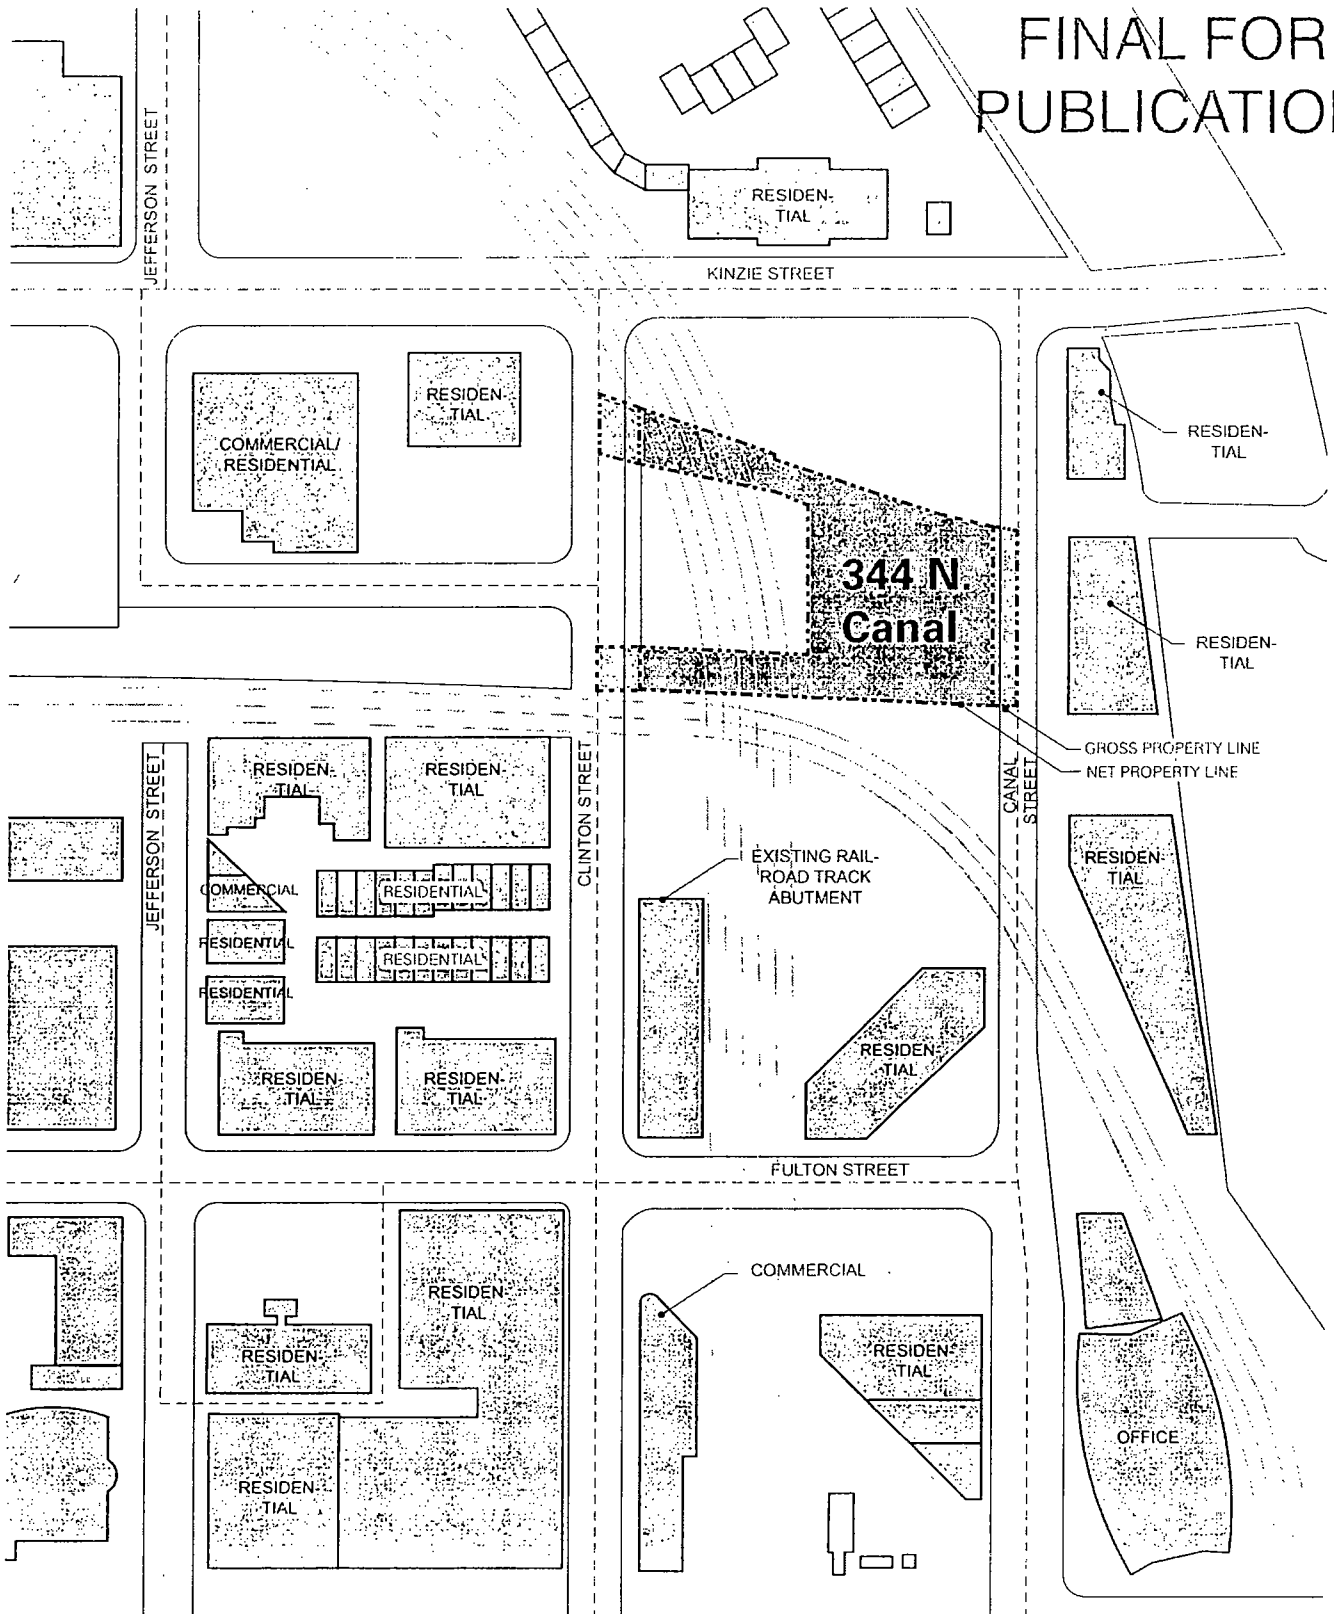 FINAL FOR
PUBLICATION
JEFFERSON STREET
RESIDEN-
TIAL
KINZIE STREET
RESIDEN-
TIAL
COMMERCIAL/
RESIDENTIAL
RESIDEN-
TIAL
344 N.
Canal
RESIDEN-
TIAL
GROSS PROPERTY LINE
NET PROPERTY LINE
CANAL
STREET
JEFFERSON STREET
RESIDEN-
TIAL
RESIDEN-
TIAL
CLINTON STREET
EXISTING RAIL-
ROAD TRACK
ABUTMENT
RESIDEN-
TIAL
COMMERCIAL
RESIDENTIAL
RESIDENTIAL
RESIDENTIAL
RESIDENTIAL
RESIDEN-
TIAL
RESIDEN-
TIAL
RESIDEN-
TIAL
FULTON STREET
COMMERCIAL
RESIDEN-
TIAL
RESIDEN-
TIAL
RESIDEN-
TIAL
OFFICE
RESIDEN-
TIAL